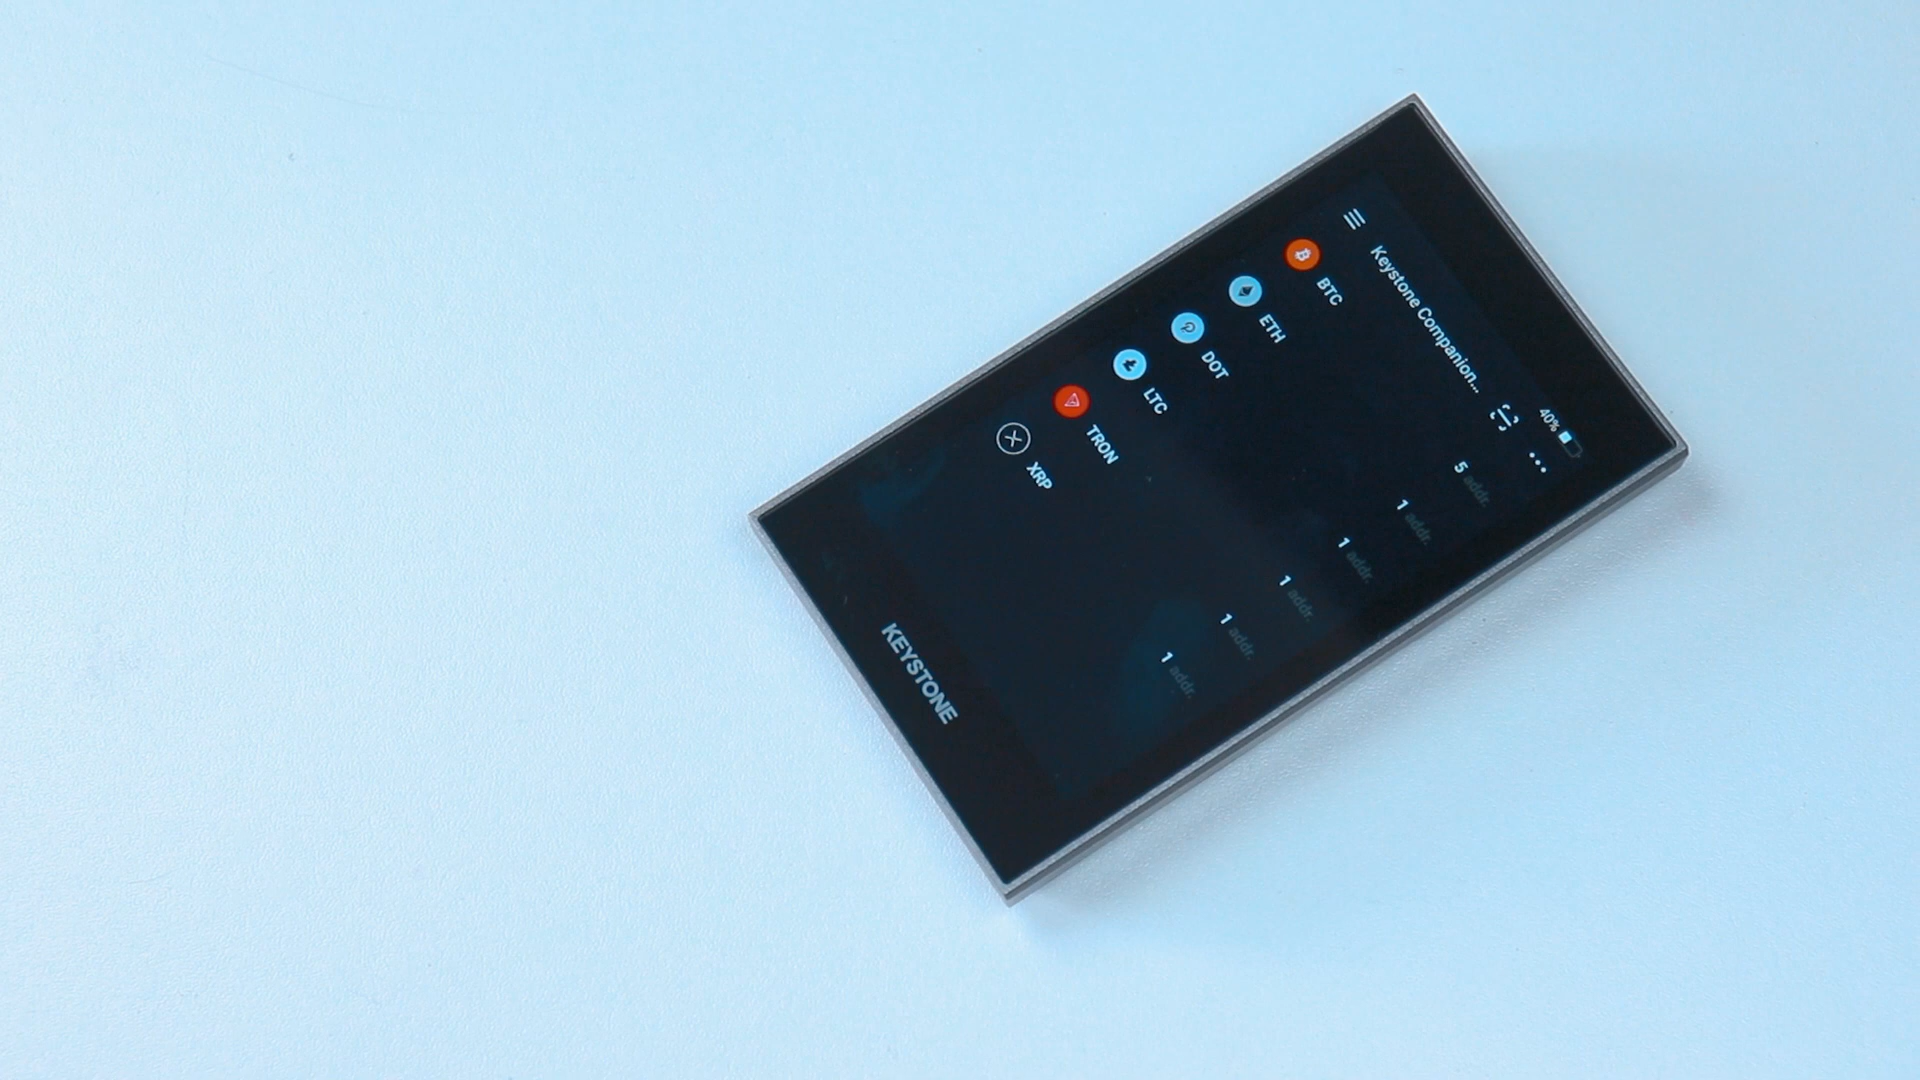 40%
Keystone Companion...
BTC 5 addr.
ETH 1 addr.
DOT 1 addr.
LTC 1 addr.
TRON 1 addr.
XRP 1 addr.
KEYSTONE